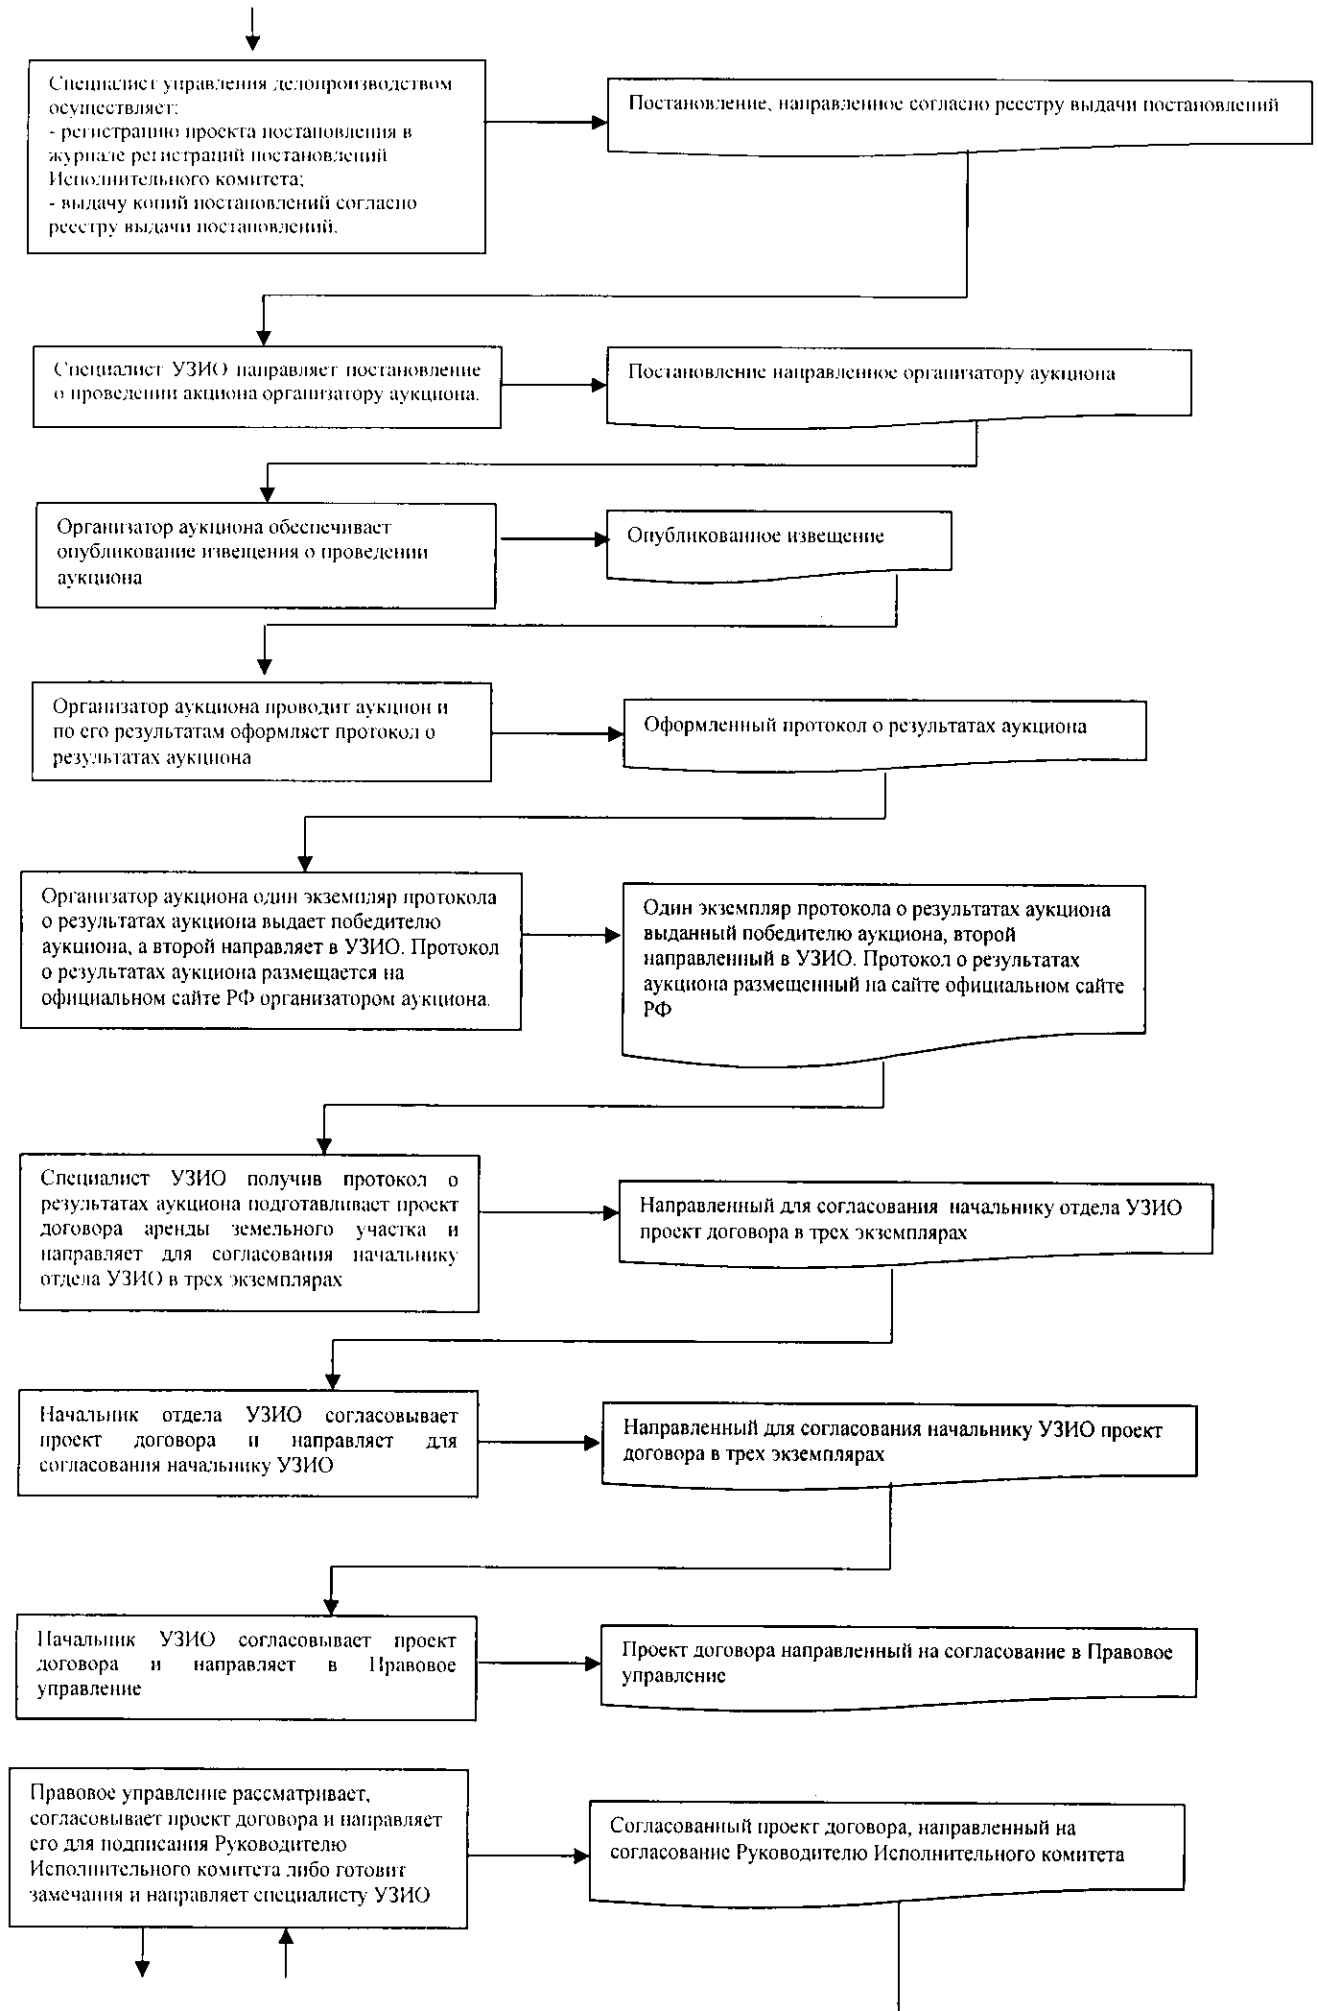 Специалист управления делопроизводством
осуществляет:
- регистрацию проекта постановления в
журнале регистраций постановлений
Исполнительного комитета;
- выдачу копий постановлений согласно
реестру выдачи постановлений.
Постановление, направленное согласно реестру выдачи постановлений
Специалист УЗИО направляет постановление
о проведении акциона организатору аукциона.
Постановление направленное организатору аукциона
Организатор аукциона обеспечивает
опубликование извещения о проведении
аукциона
Опубликованное извещение
Организатор аукциона проводит аукцион и
по его результатам оформляет протокол о
результатах аукциона
Оформленный протокол о результатах аукциона
Организатор аукциона один экземпляр протокола
о результатах аукциона выдает победителю
аукциона, а второй направляет в УЗИО. Протокол
о результатах аукциона размещается на
официальном сайте РФ организатором аукциона.
Один экземпляр протокола о результатах аукциона
выданный победителю аукциона, второй
направленный в УЗИО. Протокол о результатах
аукциона размещенный на сайте официальном сайте
РФ
Специалист УЗИО получив протокол о
результатах аукциона подготавливает проект
договора аренды земельного участка и
направляет для согласования начальнику
отдела УЗИО в трех экземплярах
Направленный для согласования начальнику отдела УЗИО
проект договора в трех экземплярах
Начальник отдела УЗИО согласовывает
проект договора и направляет для
согласования начальнику УЗИО
Направленный для согласования начальнику УЗИО проект
договора в трех экземплярах
Начальник УЗИО согласовывает проект
договора и направляет в Правовое
управление
Проект договора направленный на согласование в Правовое
управление
Правовое управление рассматривает,
согласовывает проект договора и направляет
его для подписания Руководителю
Исполнительного комитета либо готовит
замечания и направляет специалисту УЗИО
Согласованный проект договора, направленный на
согласование Руководителю Исполнительного комитета